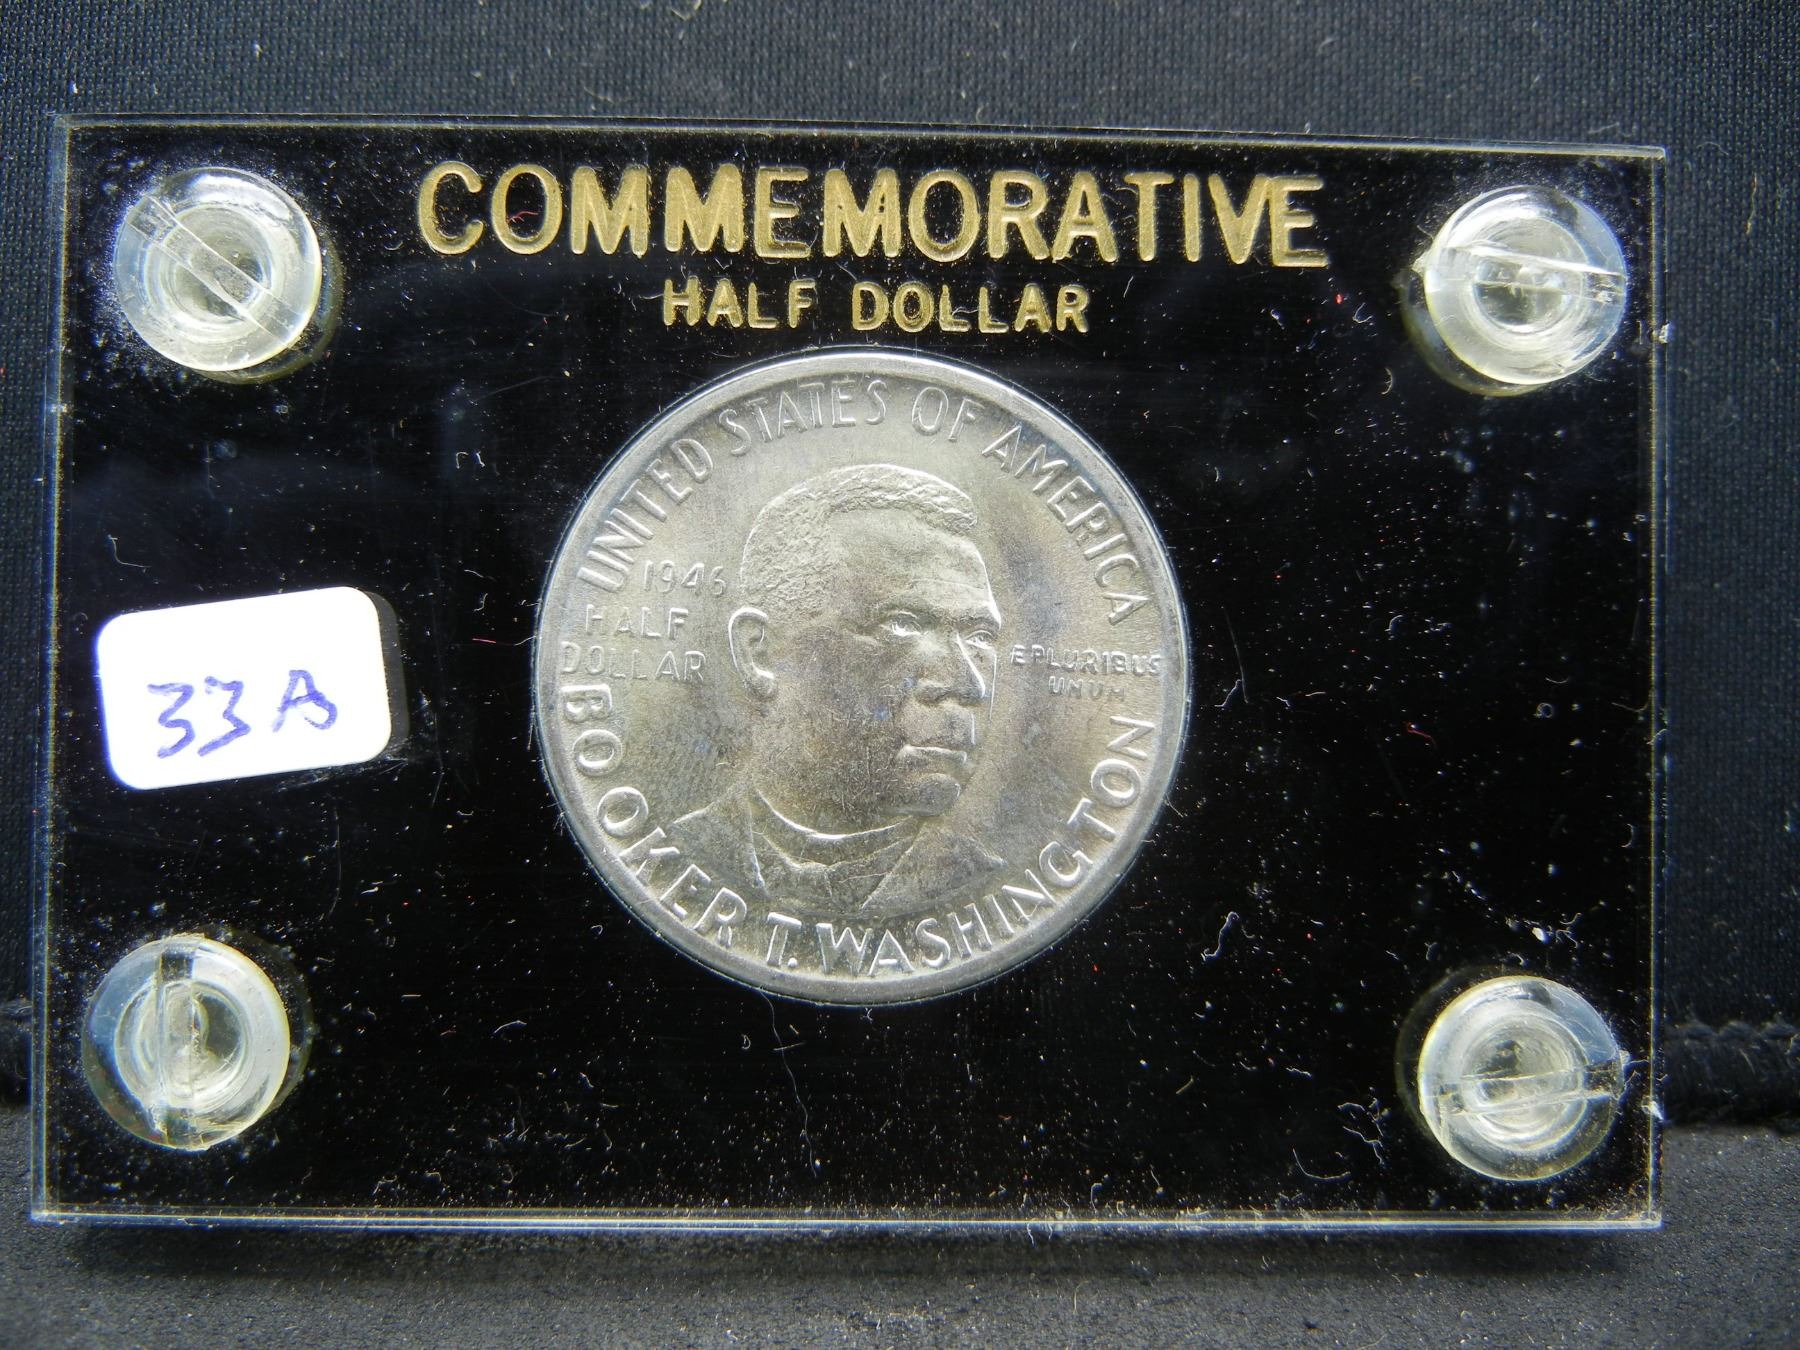 COMMEMORATIVE
HALF DOLLAR
UNITED STATES OF AMERICA
1946
HALF
DOLLAR
E PLURIBUS
UNUM
BOOKER T. WASHINGTON
33A